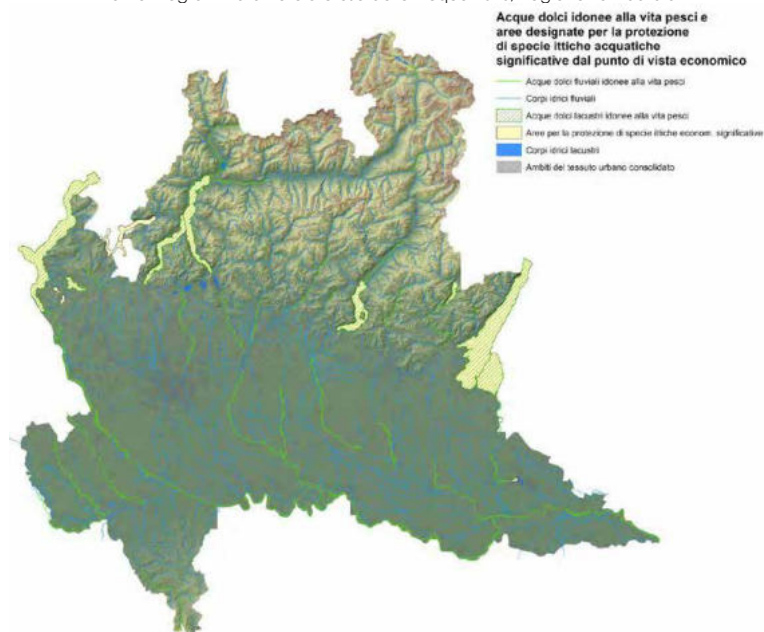 Acque dolci idonee alla vita pesci e
aree designate per la protezione
di specie ittiche acquatiche
significative dal punto di vista economico
Acque dolci fluviali idonee alla vita pesci
Corpi idrici fluviali
Acque dolci lacustri idonee alla vita pesci
Aree per la protezione di specie ittiche econom. significative
Corpi idrici lacustri
Ambiti del tessuto urbano consolidato